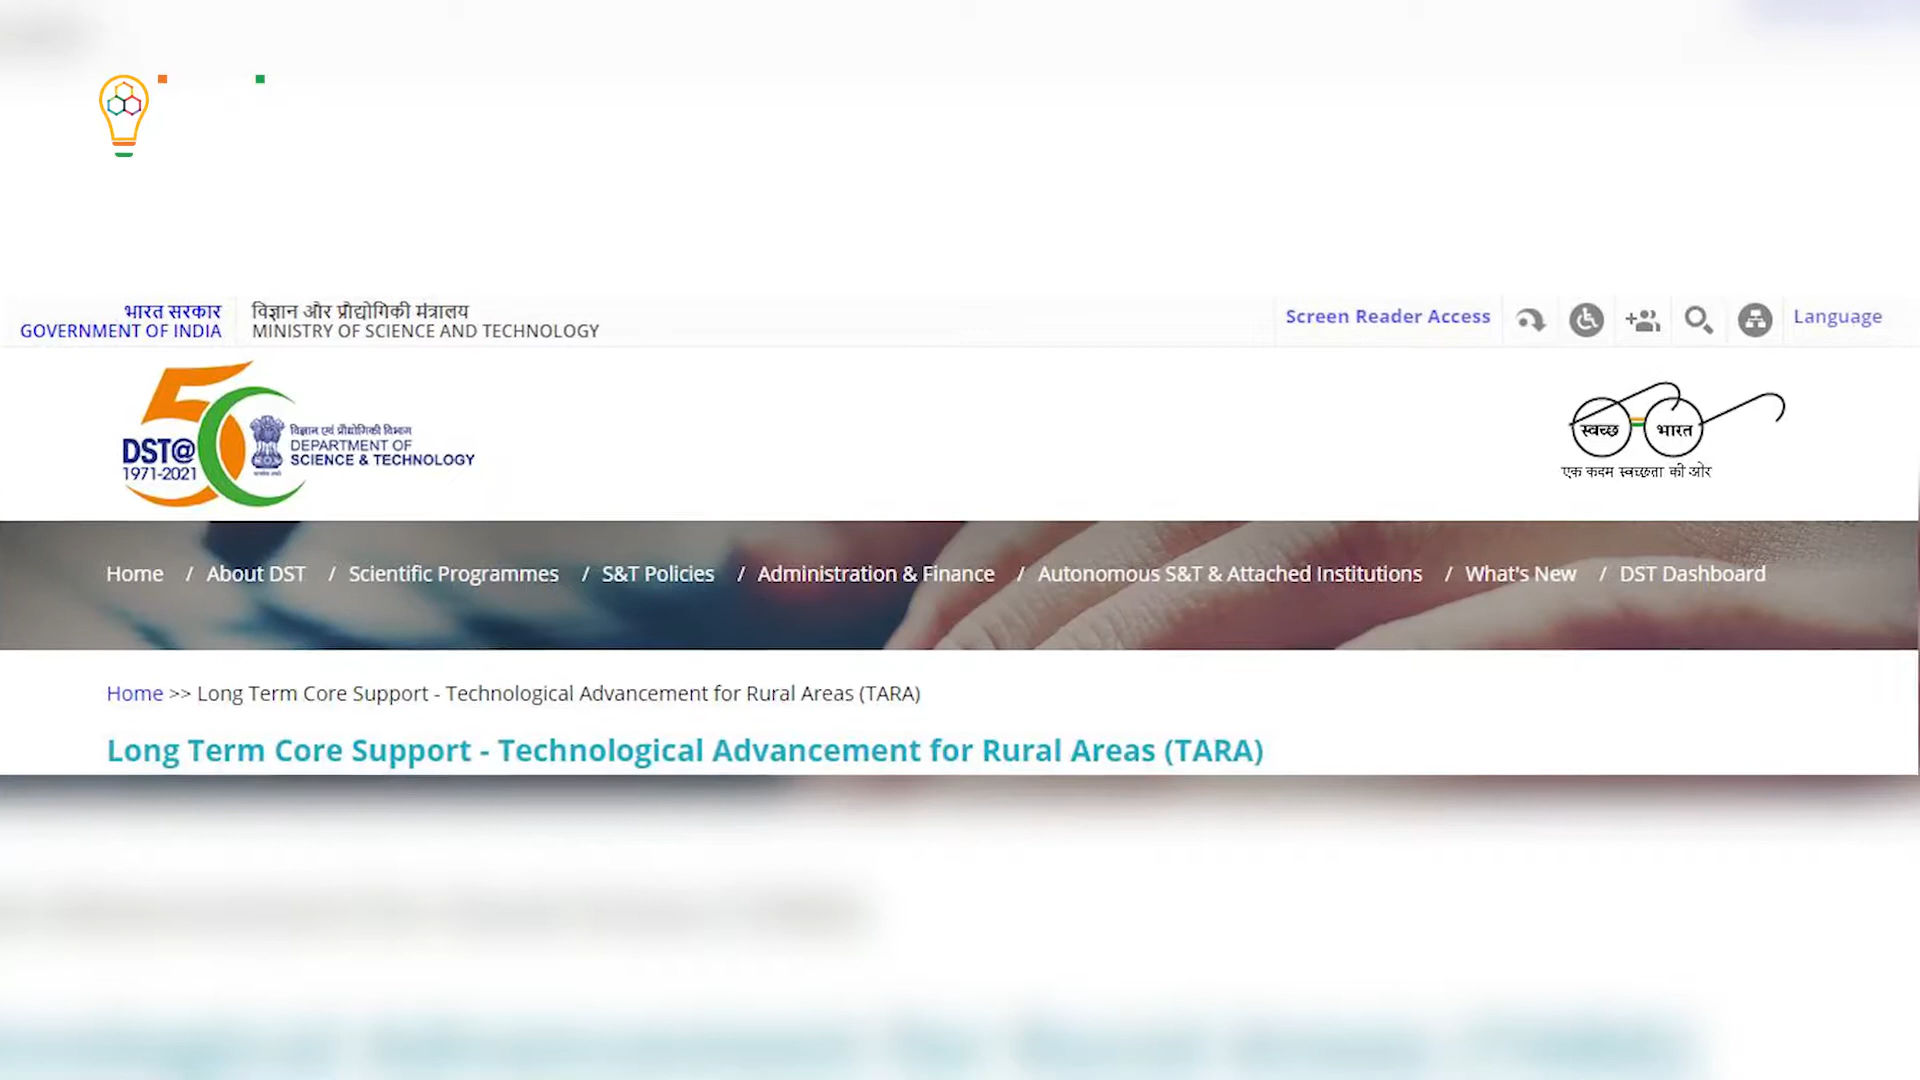 भारत सरकार
GOVERNMENT OF INDIA
विज्ञान और प्रौद्योगिकी मंत्रालय
MINISTRY OF SCIENCE AND TECHNOLOGY
Screen Reader Access
Language
50
DST@
1971-2021
विज्ञान एवं प्रौद्योगिकी विभाग
DEPARTMENT OF
SCIENCE & TECHNOLOGY
स्वच्छ भारत
एक कदम स्वच्छता की ओर
Home / About DST / Scientific Programmes / S&T Policies / Administration & Finance / Autonomous S&T & Attached Institutions / What's New / DST Dashboard
Home >> Long Term Core Support - Technological Advancement for Rural Areas (TARA)
Long Term Core Support - Technological Advancement for Rural Areas (TARA)